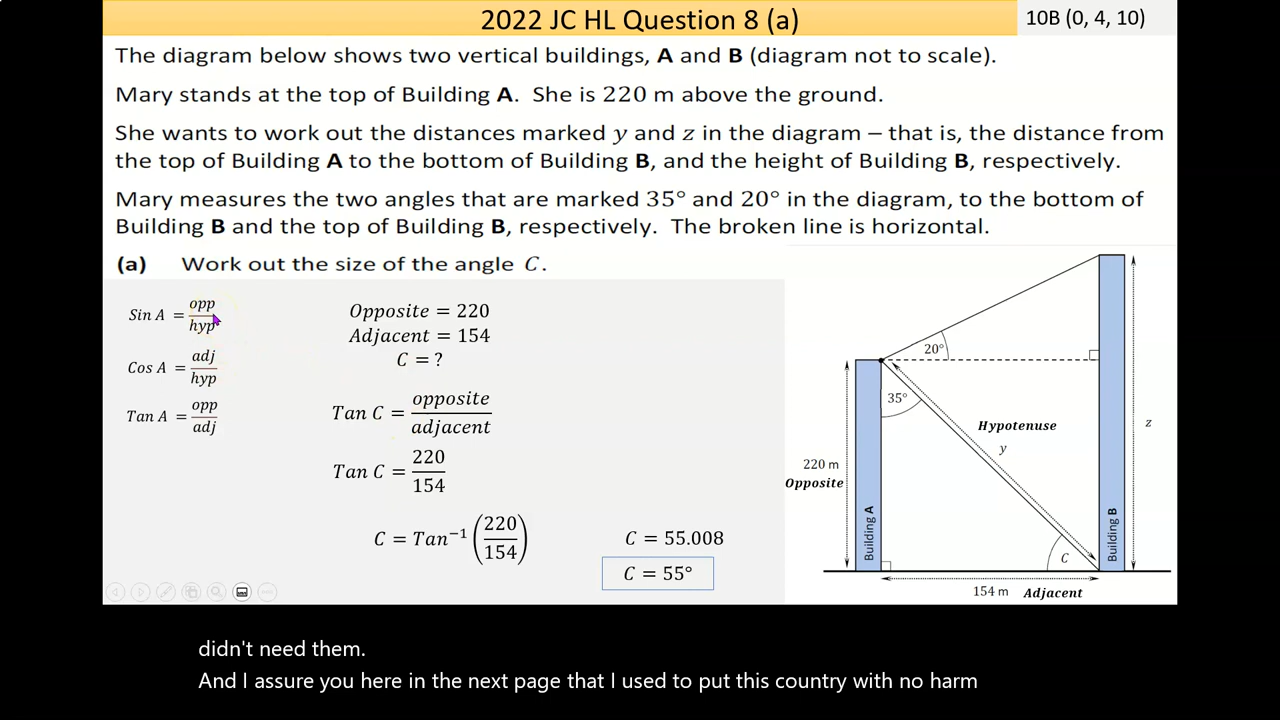 2022 JC HL Question 8 (a)
10B (0, 4, 10)
The diagram below shows two vertical buildings, A and B (diagram not to scale).
Mary stands at the top of Building A. She is 220 m above the ground.
She wants to work out the distances marked y and z in the diagram – that is, the distance from
the top of Building A to the bottom of Building B, and the height of Building B, respectively.
Mary measures the two angles that are marked 35° and 20° in the diagram, to the bottom of
Building B and the top of Building B, respectively. The broken line is horizontal.
(a) Work out the size of the angle C.
Sin A = opp/hyp
Cos A = adj/hyp
Tan A = opp/adj
Opposite = 220
Adjacent = 154
C = ?
Tan C = opposite/adjacent
Tan C = 220/154
C = Tan⁻¹(220/154)
C = 55.008
C = 55°
20°
35°
Hypotenuse
y
z
220 m
Opposite
Building A
Building B
C
154 m Adjacent
didn't need them.
And I assure you here in the next page that I used to put this country with no harm